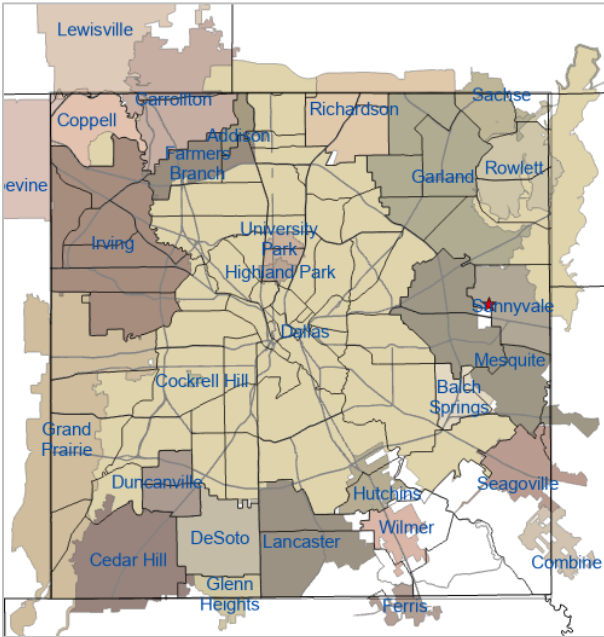 Lewisville
Carrollton
Richardson
Sachse
Coppell
Addison
Farmers
Branch
Garland
Rowlett
evine
Irving
University
Park
Highland Park
Sunnyvale
Dallas
Mesquite
Cockrell Hill
Balch
Springs
Grand
Prairie
Duncanville
Hutchins
Seagoville
Wilmer
DeSoto
Lancaster
Cedar Hill
Combine
Glenn
Heights
Ferris